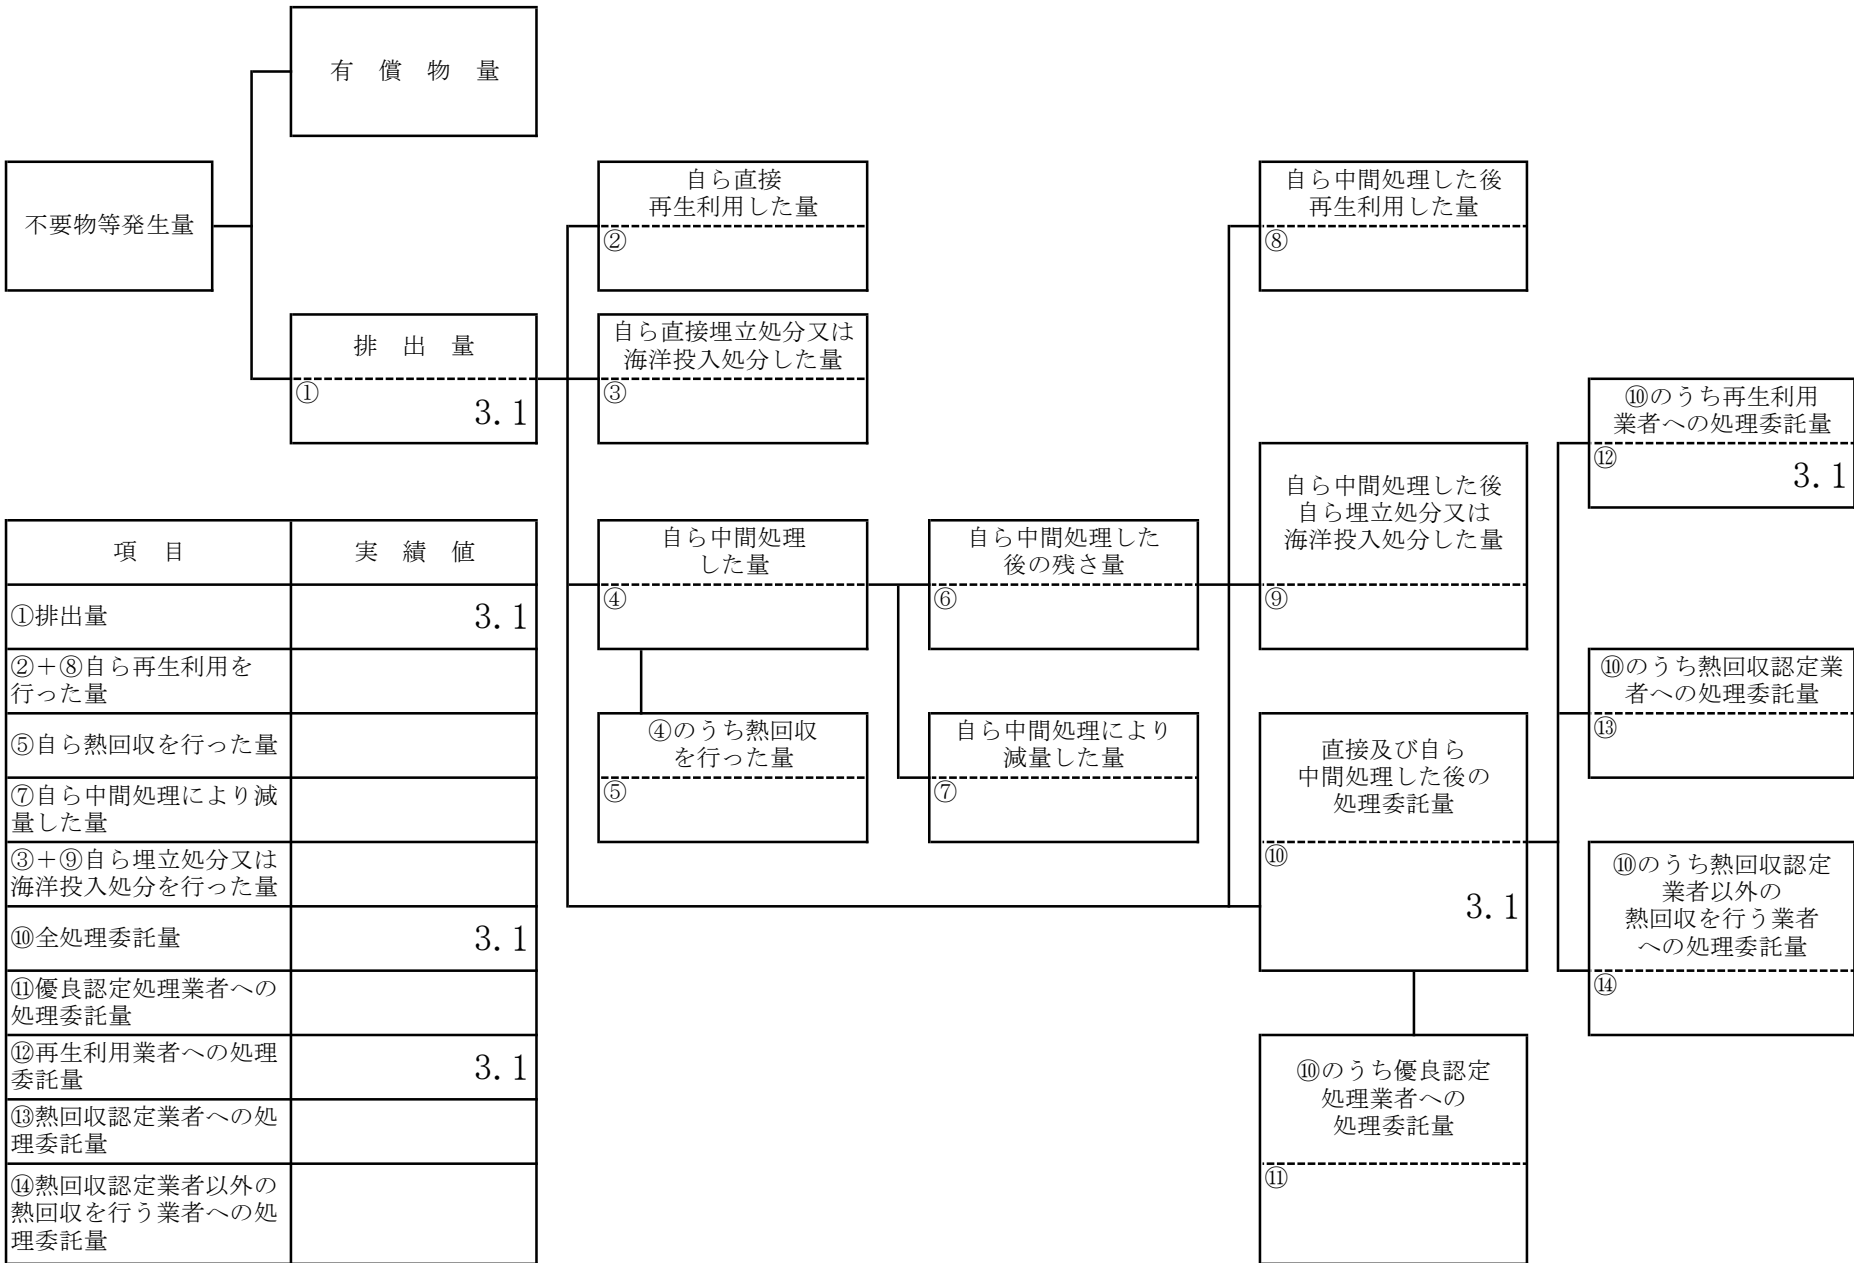 有 償 物 量
不要物等発生量
排 出 量
①
3.1
自ら直接
再生利用した量
②
自ら直接埋立処分又は
海洋投入処分した量
③
自ら中間処理
した量
④
④のうち熱回収
を行った量
⑤
自ら中間処理した
後の残さ量
⑥
自ら中間処理により
減量した量
⑦
自ら中間処理した後
再生利用した量
⑧
自ら中間処理した後
自ら埋立処分又は
海洋投入処分した量
⑨
直接及び自ら
中間処理した後の
処理委託量
⑩
3.1
⑩のうち優良認定
処理業者への
処理委託量
⑪
⑩のうち再生利用
業者への処理委託量
⑫
3.1
⑩のうち熱回収認定業
者への処理委託量
⑬
⑩のうち熱回収認定
業者以外の
熱回収を行う業者
への処理委託量
⑭
項 目 実 績 値
①排出量 3.1
②+⑧自ら再生利用を
行った量
⑤自ら熱回収を行った量
⑦自ら中間処理により減
量した量
③+⑨自ら埋立処分又は
海洋投入処分を行った量
⑩全処理委託量 3.1
⑪優良認定処理業者への
処理委託量
⑫再生利用業者への処理
委託量 3.1
⑬熱回収認定業者への処
理委託量
⑭熱回収認定業者以外の
熱回収を行う業者への処
理委託量